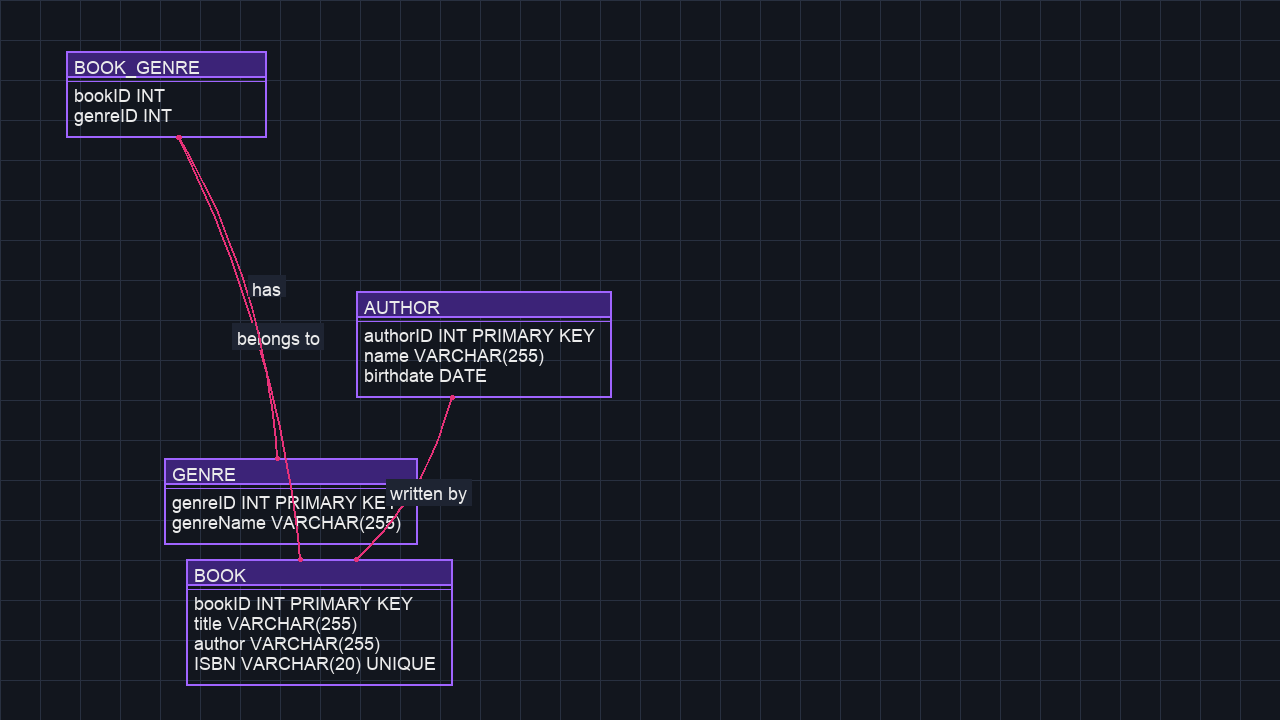 BOOK_GENRE
bookID INT
genreID INT
has
belongs to
AUTHOR
authorID INT PRIMARY KEY
name VARCHAR(255)
birthdate DATE
GENRE
genreID INT PRIMARY KEY
genreName VARCHAR(255)
written by
BOOK
bookID INT PRIMARY KEY
title VARCHAR(255)
author VARCHAR(255)
ISBN VARCHAR(20) UNIQUE